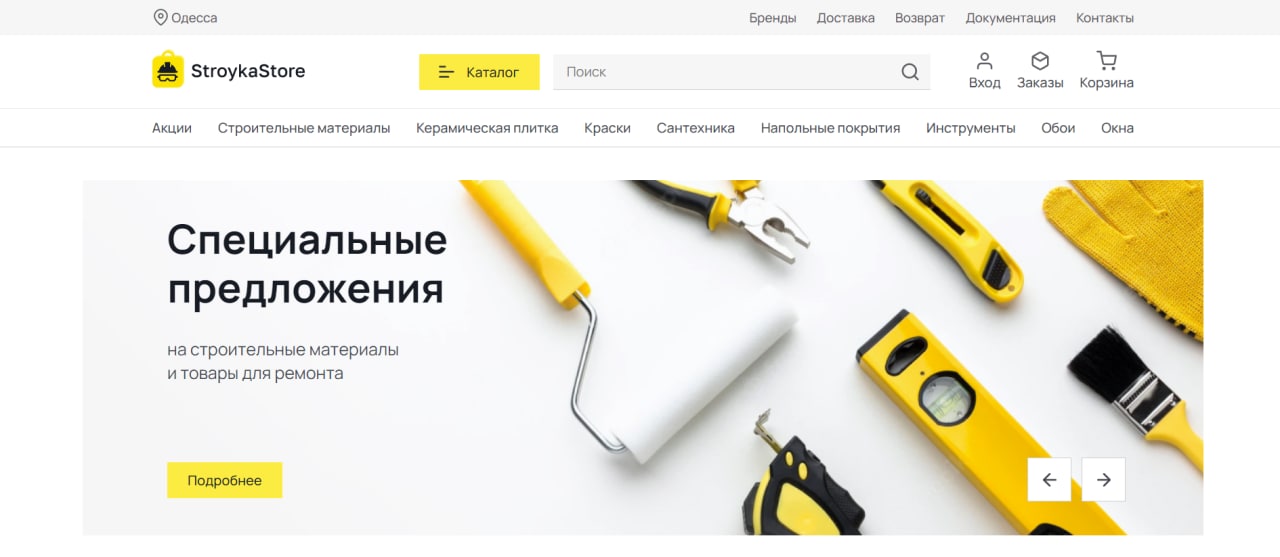 Одесса
Бренды Доставка Возврат Документация Контакты
StroykaStore
Каталог
Поиск
Вход Заказы Корзина
Акции Строительные материалы Керамическая плитка Краски Сантехника Напольные покрытия Инструменты Обои Окна
Специальные
предложения
на строительные материалы
и товары для ремонта
Подробнее